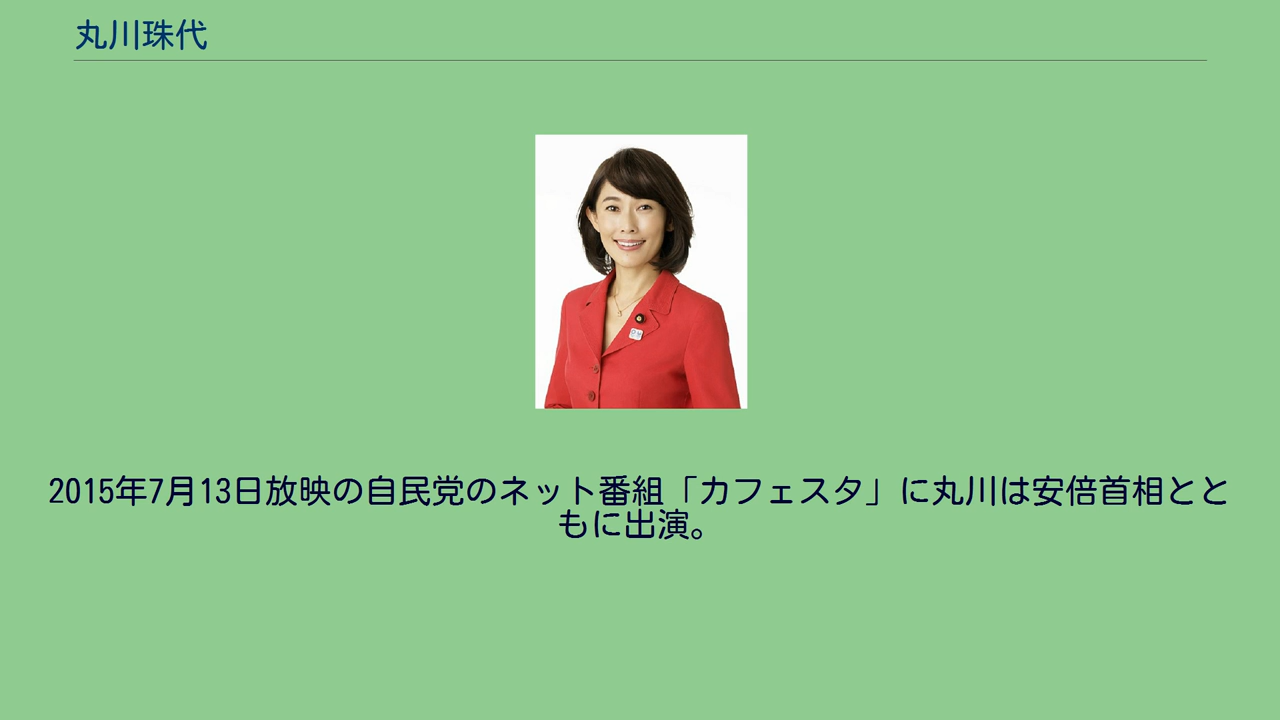 丸川珠代
2015年7月13日放映の自民党のネット番組「カフェスタ」に丸川は安倍首相とと
もに出演。